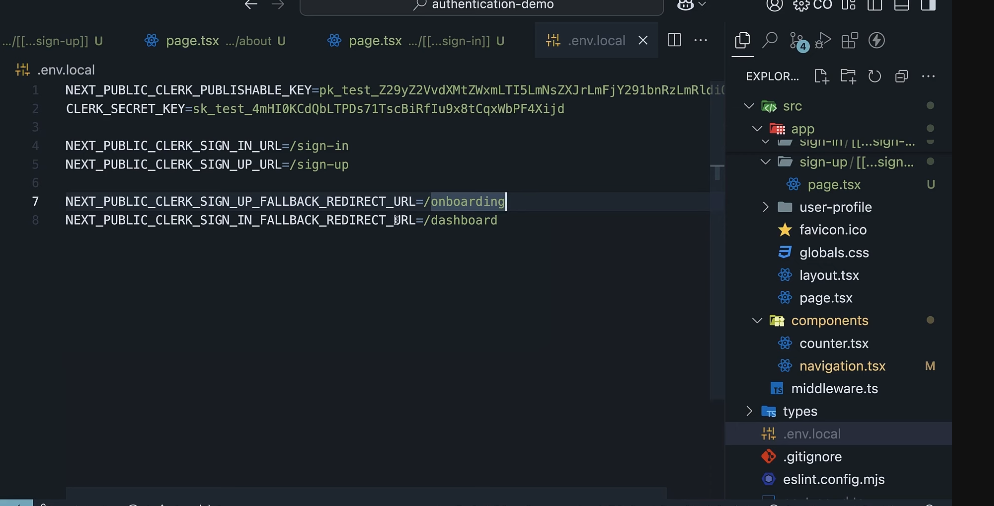 authentication-demo
.../[[...sign-up]] U
page.tsx .../about U
page.tsx .../[[...sign-in]] U
.env.local
.env.local
1 NEXT_PUBLIC_CLERK_PUBLISHABLE_KEY=pk_test_Z29yZ2VvdXMtZWxmLTI5LmNsZXJrLmFjY291bnRzLmRldi
2 CLERK_SECRET_KEY=sk_test_4mHI0KCdQbLTPDs71TscBiRfIu9x8tCqxWbPF4Xijd
3
4 NEXT_PUBLIC_CLERK_SIGN_IN_URL=/sign-in
5 NEXT_PUBLIC_CLERK_SIGN_UP_URL=/sign-up
6
7 NEXT_PUBLIC_CLERK_SIGN_UP_FALLBACK_REDIRECT_URL=/onboarding
8 NEXT_PUBLIC_CLERK_SIGN_IN_FALLBACK_REDIRECT_URL=/dashboard
4
EXPLOR...
src
app
sign-in/[[...sign-...
sign-up/[[...sign...
page.tsx U
user-profile
favicon.ico
globals.css
layout.tsx
page.tsx
components
counter.tsx
navigation.tsx M
middleware.ts
types
.env.local
.gitignore
eslint.config.mjs